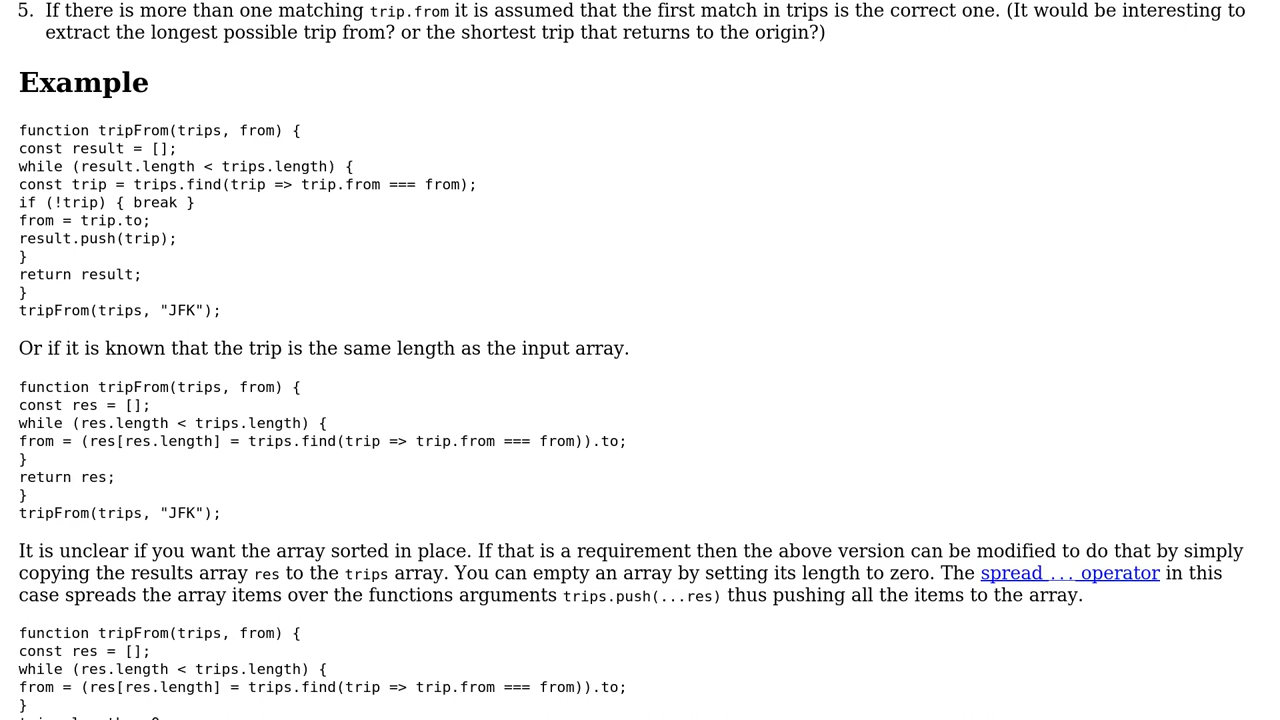 5. If there is more than one matching trip.from it is assumed that the first match in trips is the correct one. (It would be interesting to
extract the longest possible trip from? or the shortest trip that returns to the origin?)
Example
function tripFrom(trips, from) {
const result = [];
while (result.length < trips.length) {
const trip = trips.find(trip => trip.from === from);
if (!trip) { break }
from = trip.to;
result.push(trip);
}
return result;
}
tripFrom(trips, "JFK");
Or if it is known that the trip is the same length as the input array.
function tripFrom(trips, from) {
const res = [];
while (res.length < trips.length) {
from = (res[res.length] = trips.find(trip => trip.from === from)).to;
}
return res;
}
tripFrom(trips, "JFK");
It is unclear if you want the array sorted in place. If that is a requirement then the above version can be modified to do that by simply
copying the results array res to the trips array. You can empty an array by setting its length to zero. The spread ... operator in this
case spreads the array items over the functions arguments trips.push(...res) thus pushing all the items to the array.
function tripFrom(trips, from) {
const res = [];
while (res.length < trips.length) {
from = (res[res.length] = trips.find(trip => trip.from === from)).to;
}